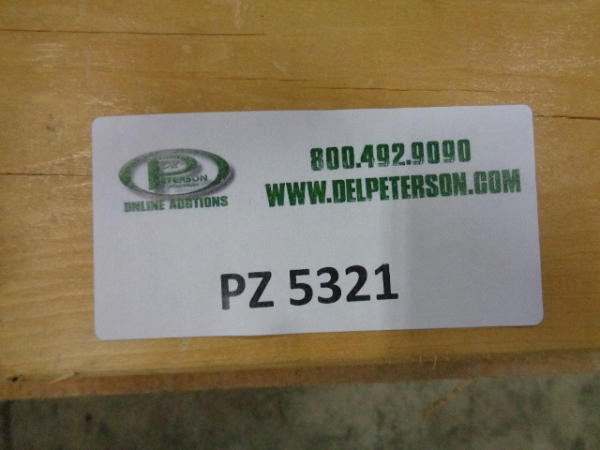 PETERSON
ONLINE AUCTIONS
800.492.9090
WWW.DELPETERSON.COM
PZ 5321